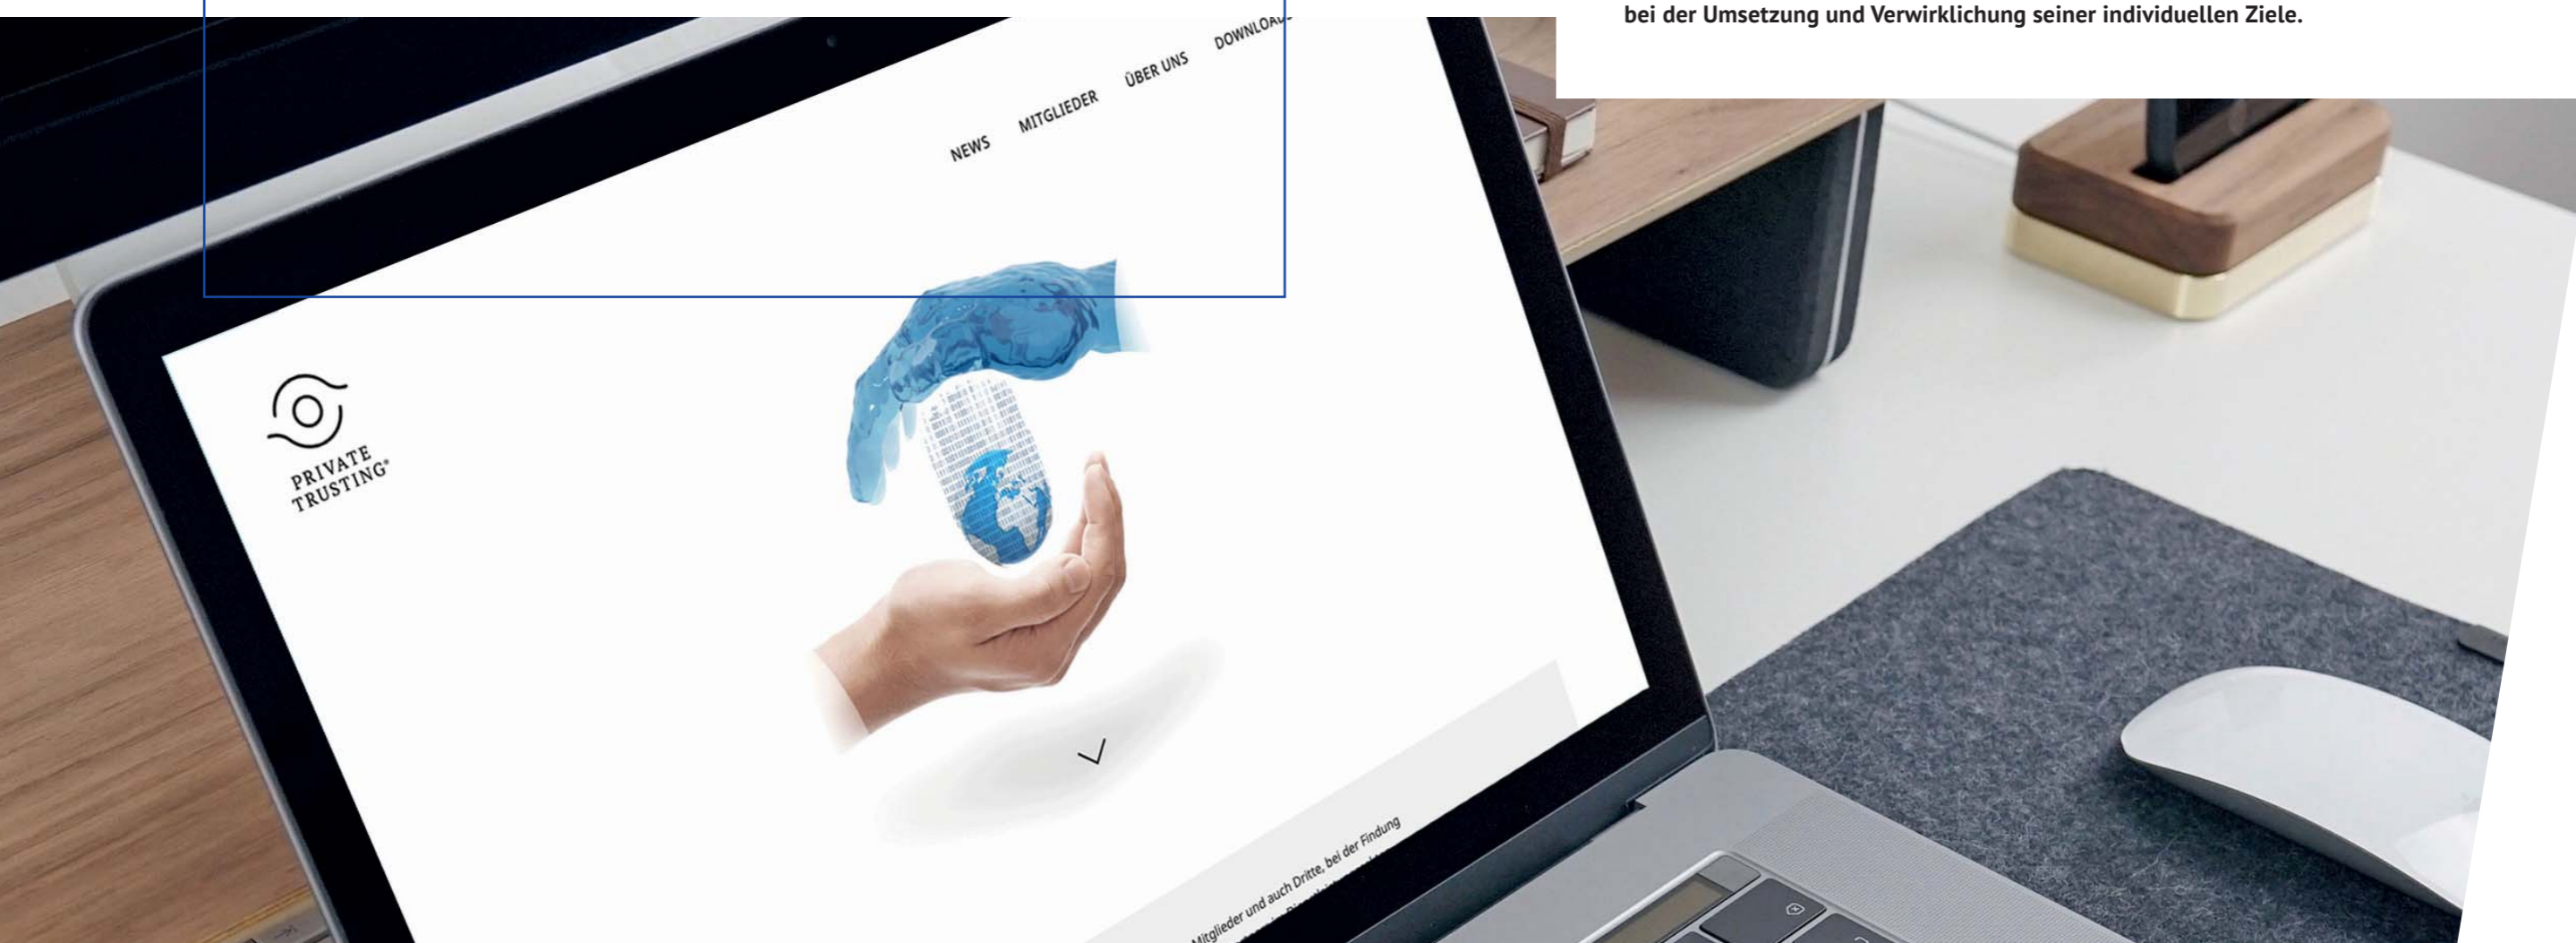 bei der Umsetzung und Verwirklichung seiner individuellen Ziele.
NEWS MITGLIEDER ÜBER UNS DOWNLOADS
PRIVATE
TRUSTING®
Mitglieder und auch Dritte, bei der Findung